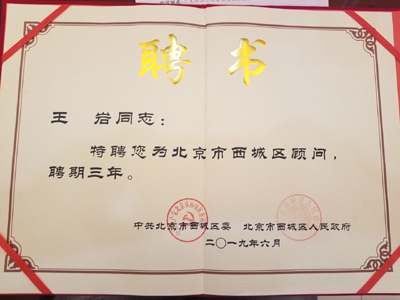 聘书
王 岩同志：
特聘您为北京市西城区顾问，
聘期三年。
中共北京市西城区委 北京市西城区人民政府
二〇一九年六月